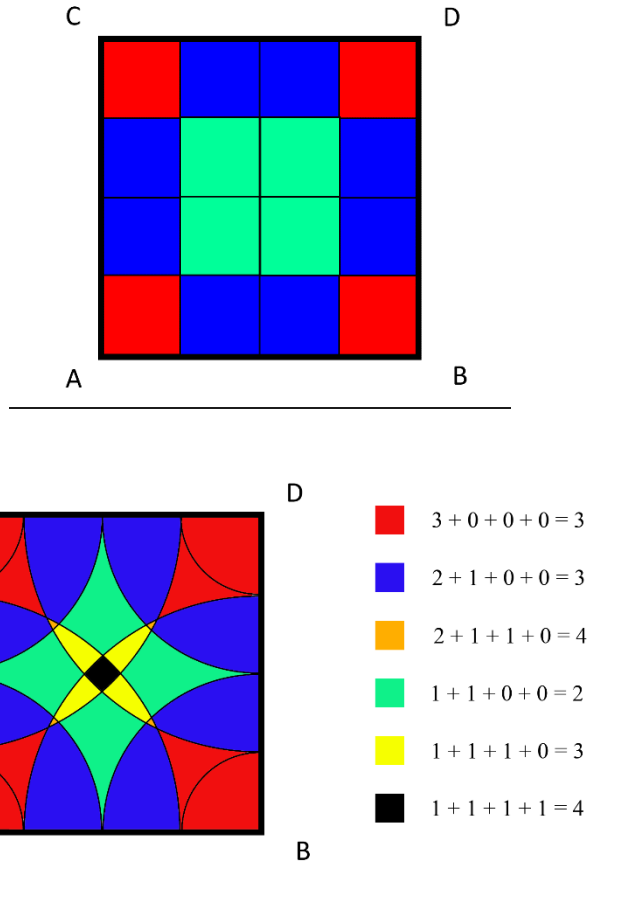 C D
A B
D
3 + 0 + 0 + 0 = 3
2 + 1 + 0 + 0 = 3
2 + 1 + 1 + 0 = 4
1 + 1 + 0 + 0 = 2
1 + 1 + 1 + 0 = 3
1 + 1 + 1 + 1 = 4
B